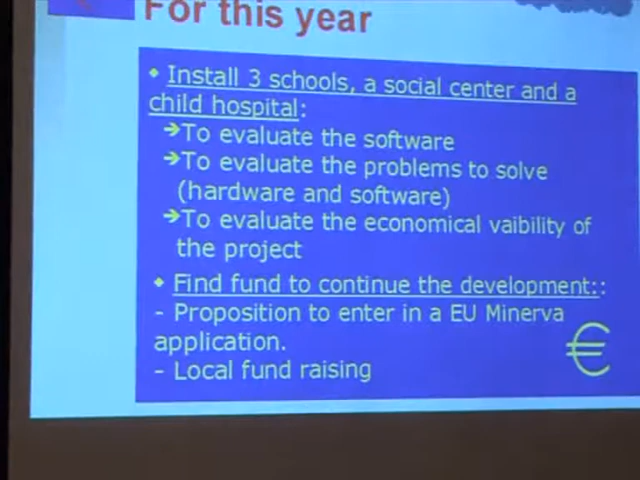 For this year
• Install 3 schools, a social center and a
child hospital:
➔To evaluate the software
➔To evaluate the problems to solve
(hardware and software)
➔To evaluate the economical vaibility of
the project
• Find fund to continue the development::
- Proposition to enter in a EU Minerva
application.
- Local fund raising
€